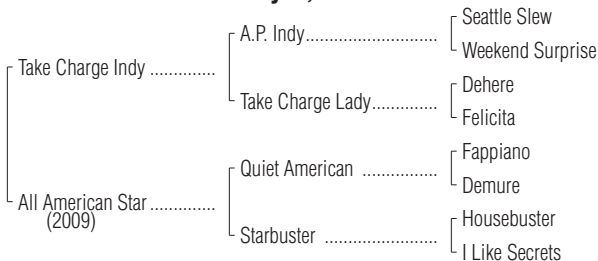 Seattle Slew
A.P. Indy..............................
Weekend Surprise
Take Charge Indy ...............
Dehere
Take Charge Lady...............
Felicita
Fappiano
Quiet American .................
Demure
All American Star...............
(2009)
Housebuster
Starbuster ..........................
I Like Secrets